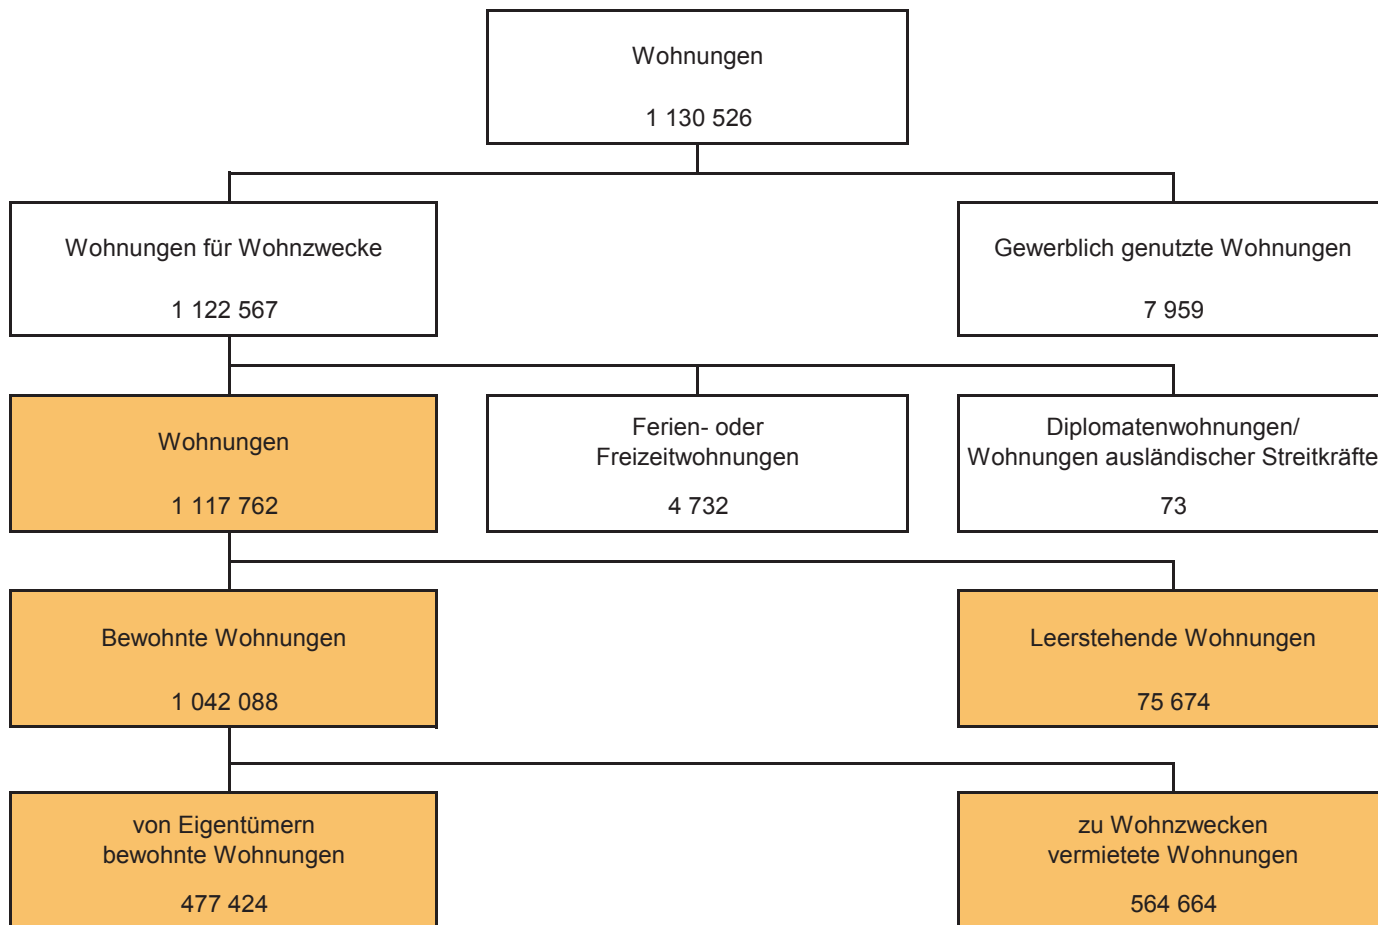 Wohnungen
1 130 526
Wohnungen für Wohnzwecke
1 122 567
Gewerblich genutzte Wohnungen
7 959
Wohnungen
1 117 762
Ferien- oder
Freizeitwohnungen
4 732
Diplomatenwohnungen/
Wohnungen ausländischer Streitkräfte
73
Bewohnte Wohnungen
1 042 088
Leerstehende Wohnungen
75 674
von Eigentümern
bewohnte Wohnungen
477 424
zu Wohnzwecken
vermietete Wohnungen
564 664